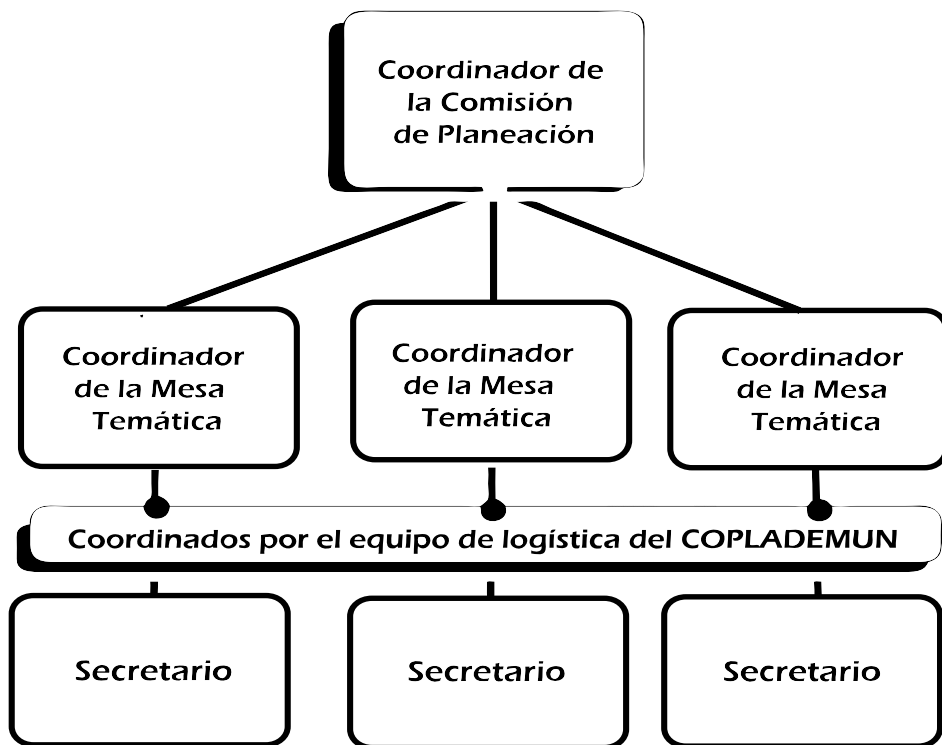 Coordinador de
la Comisión
de Planeación
Coordinador
de la Mesa
Temática
Coordinador
de la Mesa
Temática
Coordinador
de la Mesa
Temática
Coordinados por el equipo de logística del COPLADEMUN
Secretario
Secretario
Secretario